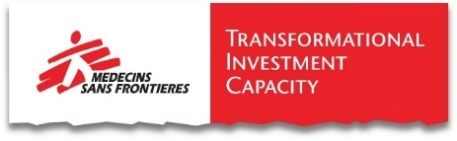 MEDECINS
SANS FRONTIERES
TRANSFORMATIONAL
INVESTMENT
CAPACITY